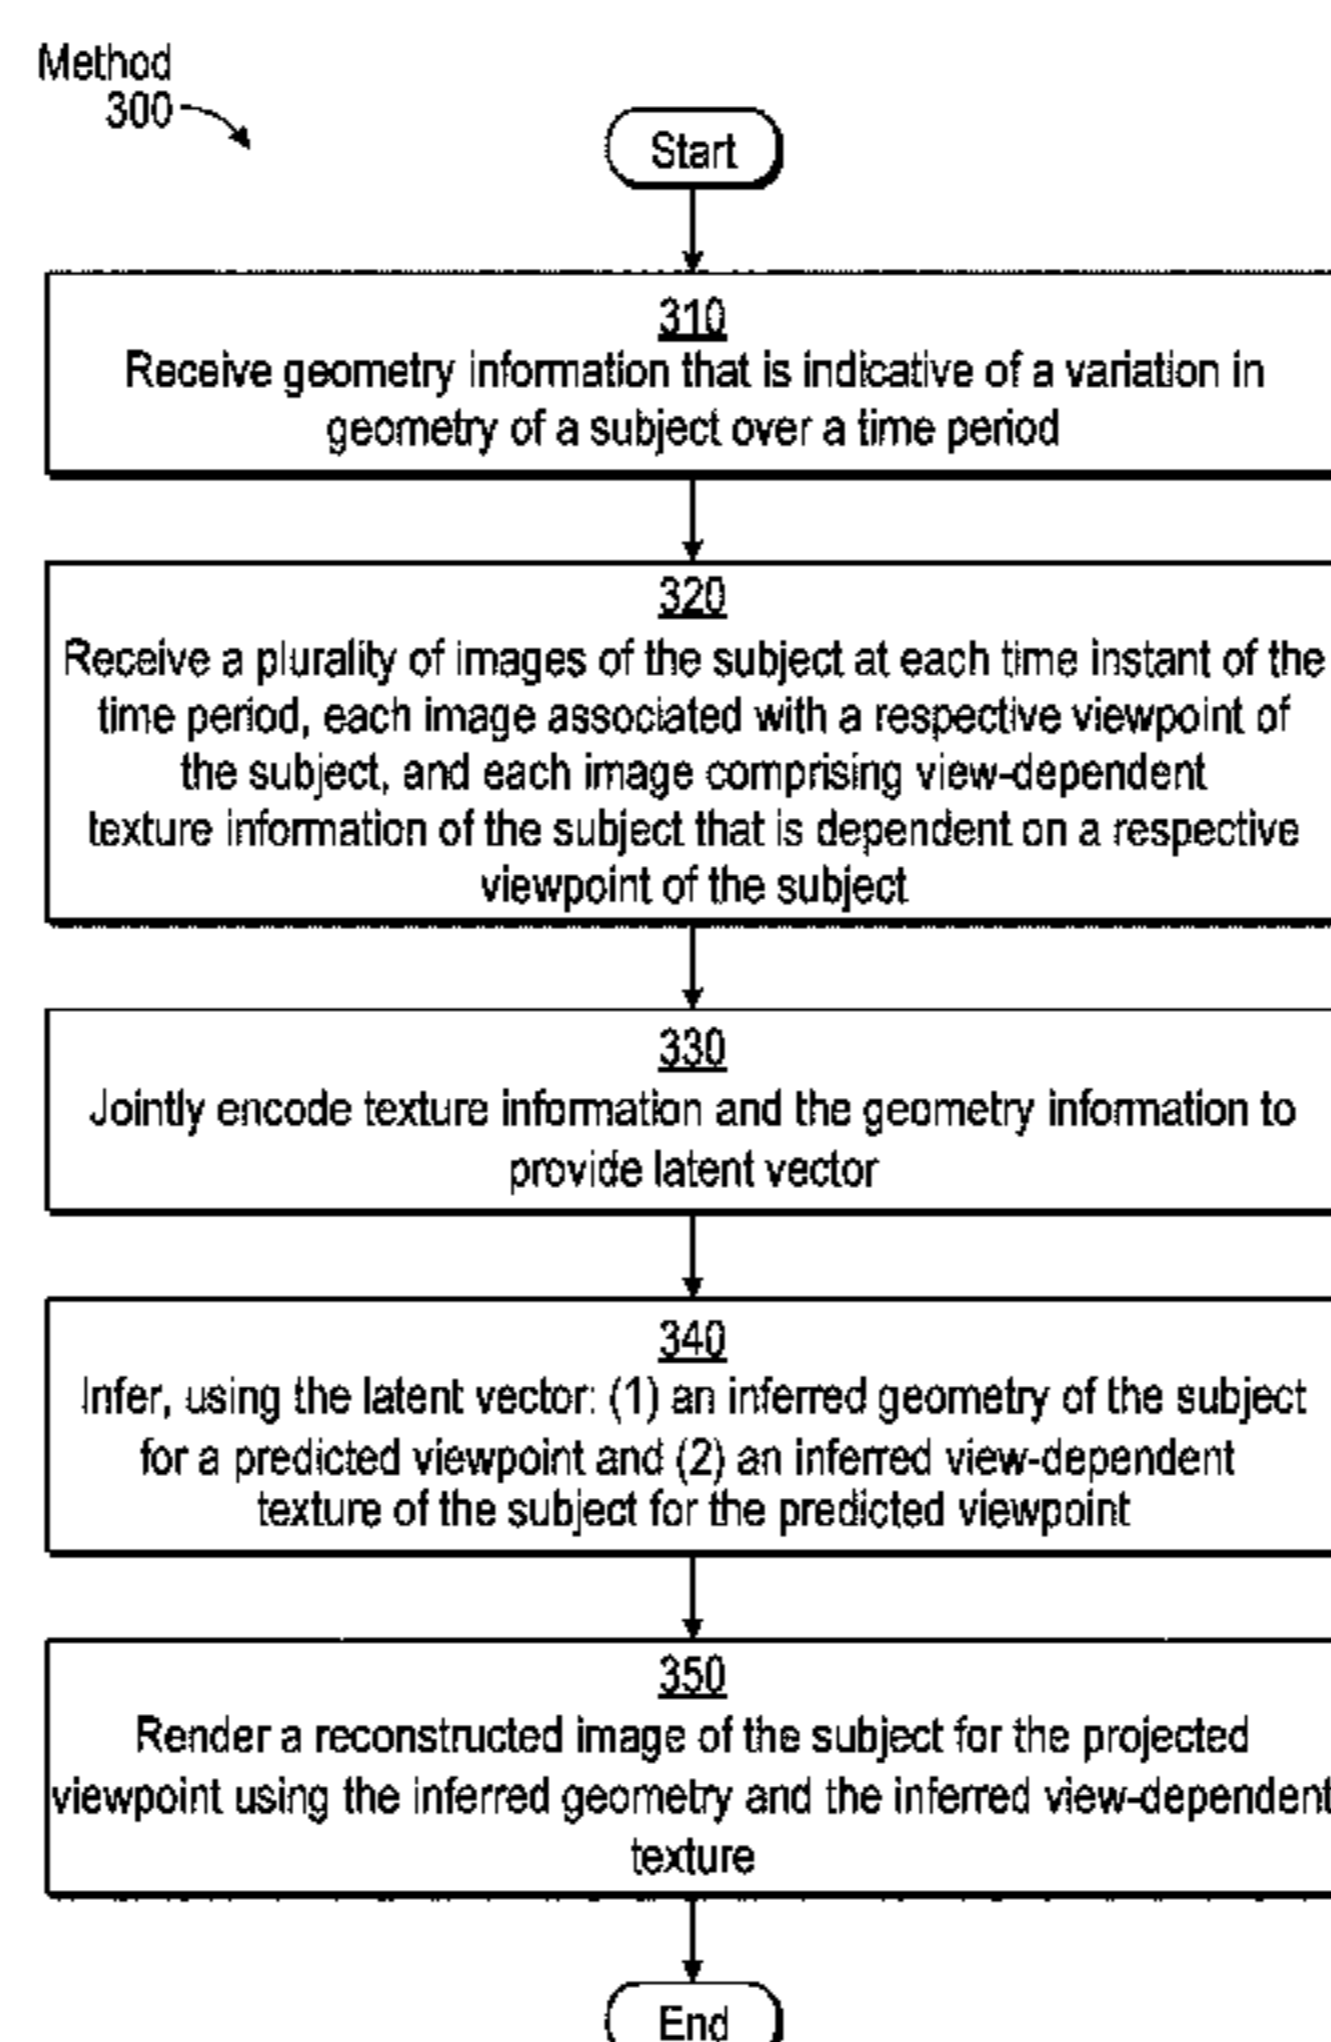 Method
300
Start
310
Receive geometry information that is indicative of a variation in
geometry of a subject over a time period
320
Receive a plurality of images of the subject at each time instant of the
time period, each image associated with a respective viewpoint of
the subject, and each image comprising view-dependent
texture information of the subject that is dependent on a respective
viewpoint of the subject
330
Jointly encode texture information and the geometry information to
provide latent vector
340
Infer, using the latent vector: (1) an inferred geometry of the subject
for a predicted viewpoint and (2) an inferred view-dependent
texture of the subject for the predicted viewpoint
350
Render a reconstructed image of the subject for the projected
viewpoint using the inferred geometry and the inferred view-dependent
texture
End